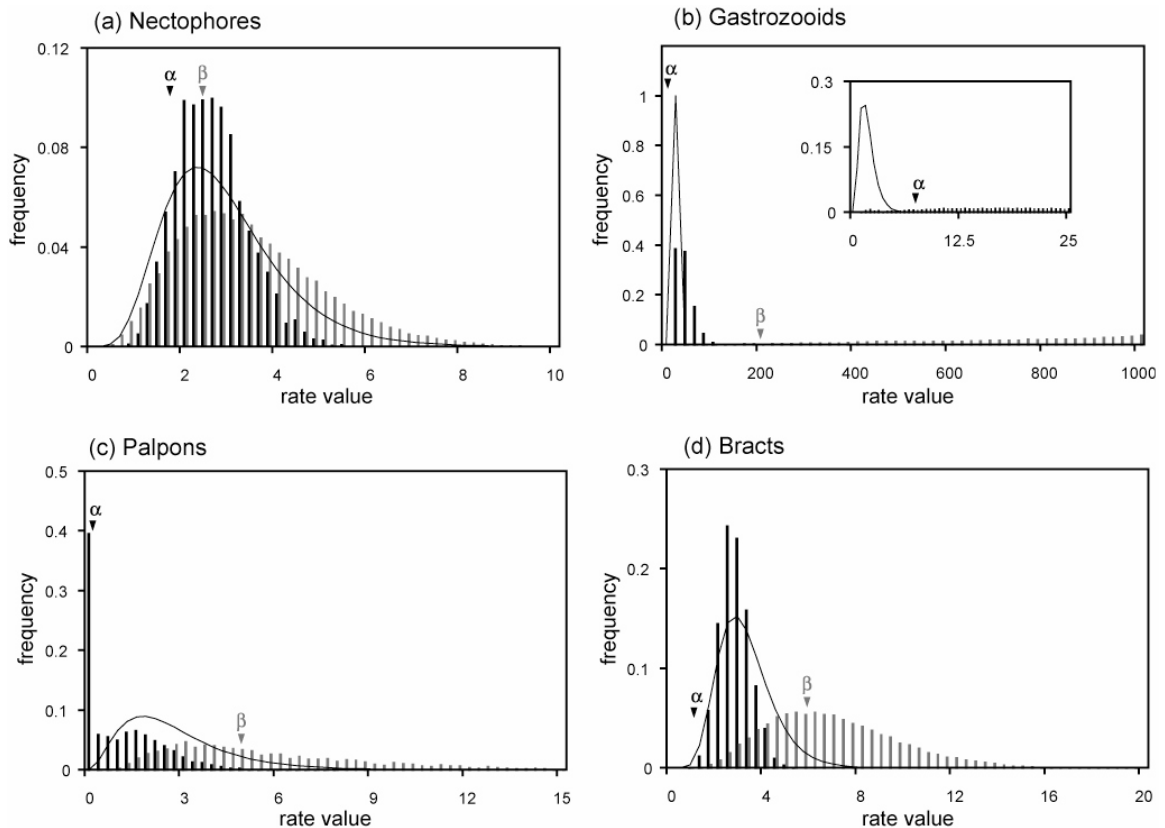 (a) Nectophores
0.12
0.08
0.04
0
frequency
α
β
0 2 4 6 8 10
rate value
(b) Gastrozooids
1
0.8
0.6
0.4
0.2
0
frequency
α
β
0 200 400 600 800 1000
rate value
0.3
0.15
0
α
0 12.5 25
(c) Palpons
0.5
0.4
0.3
0.2
0.1
0
frequency
α
β
0 3 6 9 12 15
rate value
(d) Bracts
0.3
0.2
0.1
0
frequency
α
β
0 4 8 12 16 20
rate value